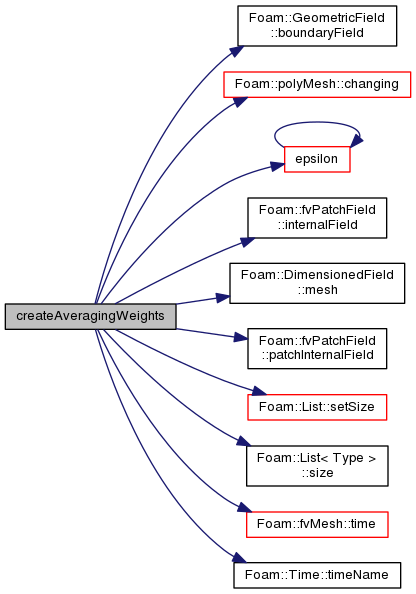 Foam::GeometricField
::boundaryField
Foam::polyMesh::changing
epsilon
Foam::fvPatchField
::internalField
Foam::DimensionedField
::mesh
createAveragingWeights
Foam::fvPatchField
::patchInternalField
Foam::List::setSize
Foam::List< Type >
::size
Foam::fvMesh::time
Foam::Time::timeName